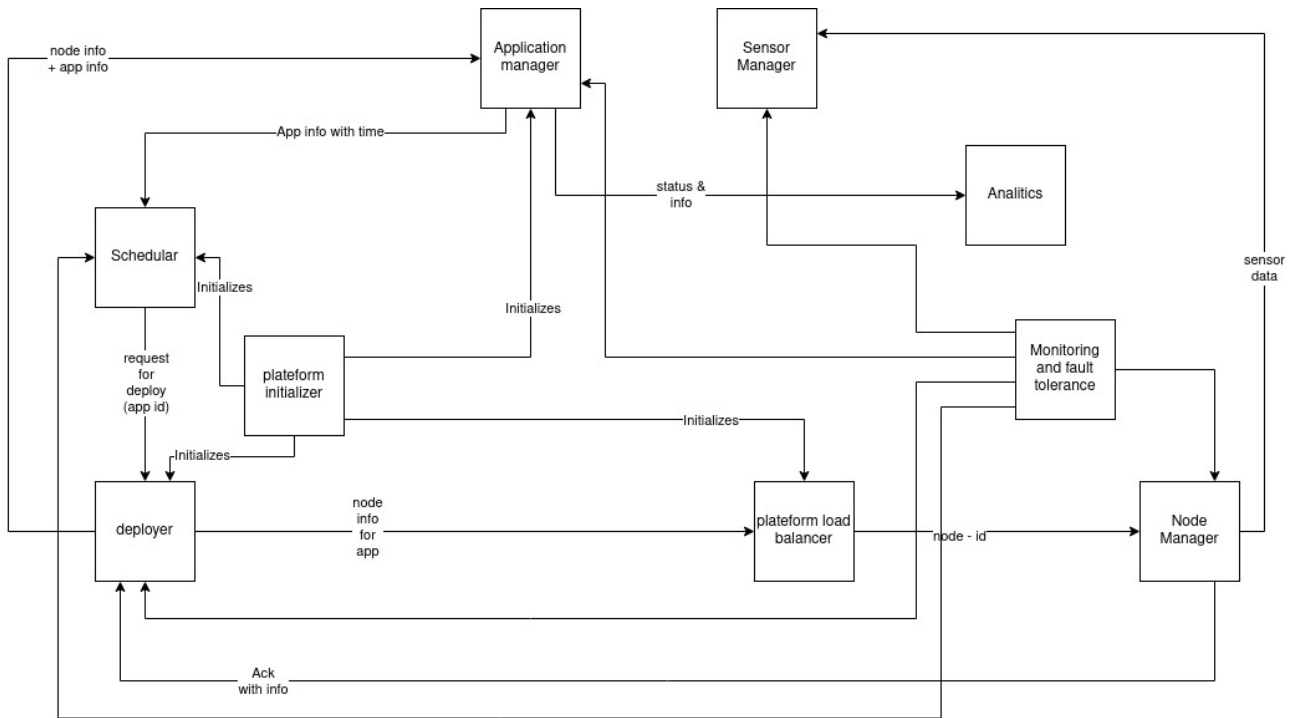 node info
+ app info
Application
manager
Sensor
Manager
App info with time
status &
info
Analitics
Schedular
Initializes
sensor
data
Initializes
request
for
deploy
(app id)
plateform
initializer
Monitoring
and fault
tolerance
Initializes
Initializes
deployer
node
info
for
app
plateform load
balancer
node - id
Node
Manager
Ack
with info